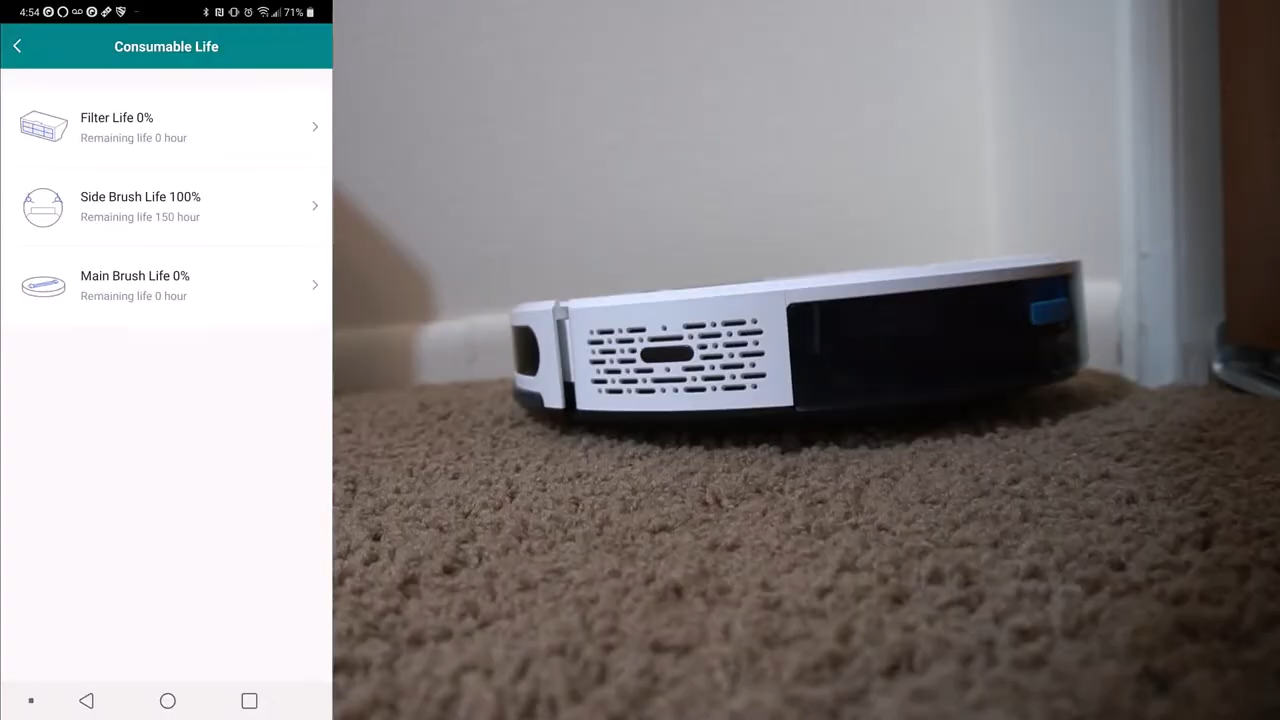 4:54
71%
Consumable Life
Filter Life 0%
Remaining life 0 hour
Side Brush Life 100%
Remaining life 150 hour
Main Brush Life 0%
Remaining life 0 hour